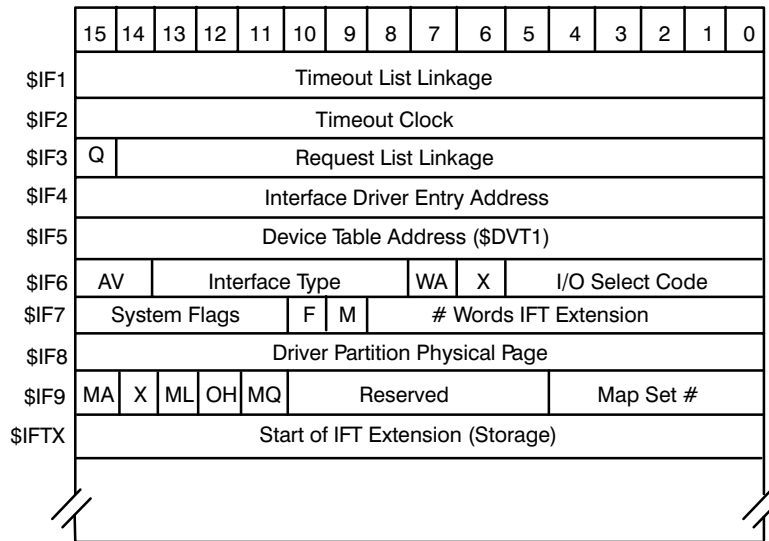 15 14 13 12 11 10 9 8 7 6 5 4 3 2 1 0
$IF1 Timeout List Linkage
$IF2 Timeout Clock
$IF3 Q Request List Linkage
$IF4 Interface Driver Entry Address
$IF5 Device Table Address ($DVT1)
$IF6 AV Interface Type WA X I/O Select Code
$IF7 System Flags F M # Words IFT Extension
$IF8 Driver Partition Physical Page
$IF9 MA X ML OH MQ Reserved Map Set #
$IFTX Start of IFT Extension (Storage)